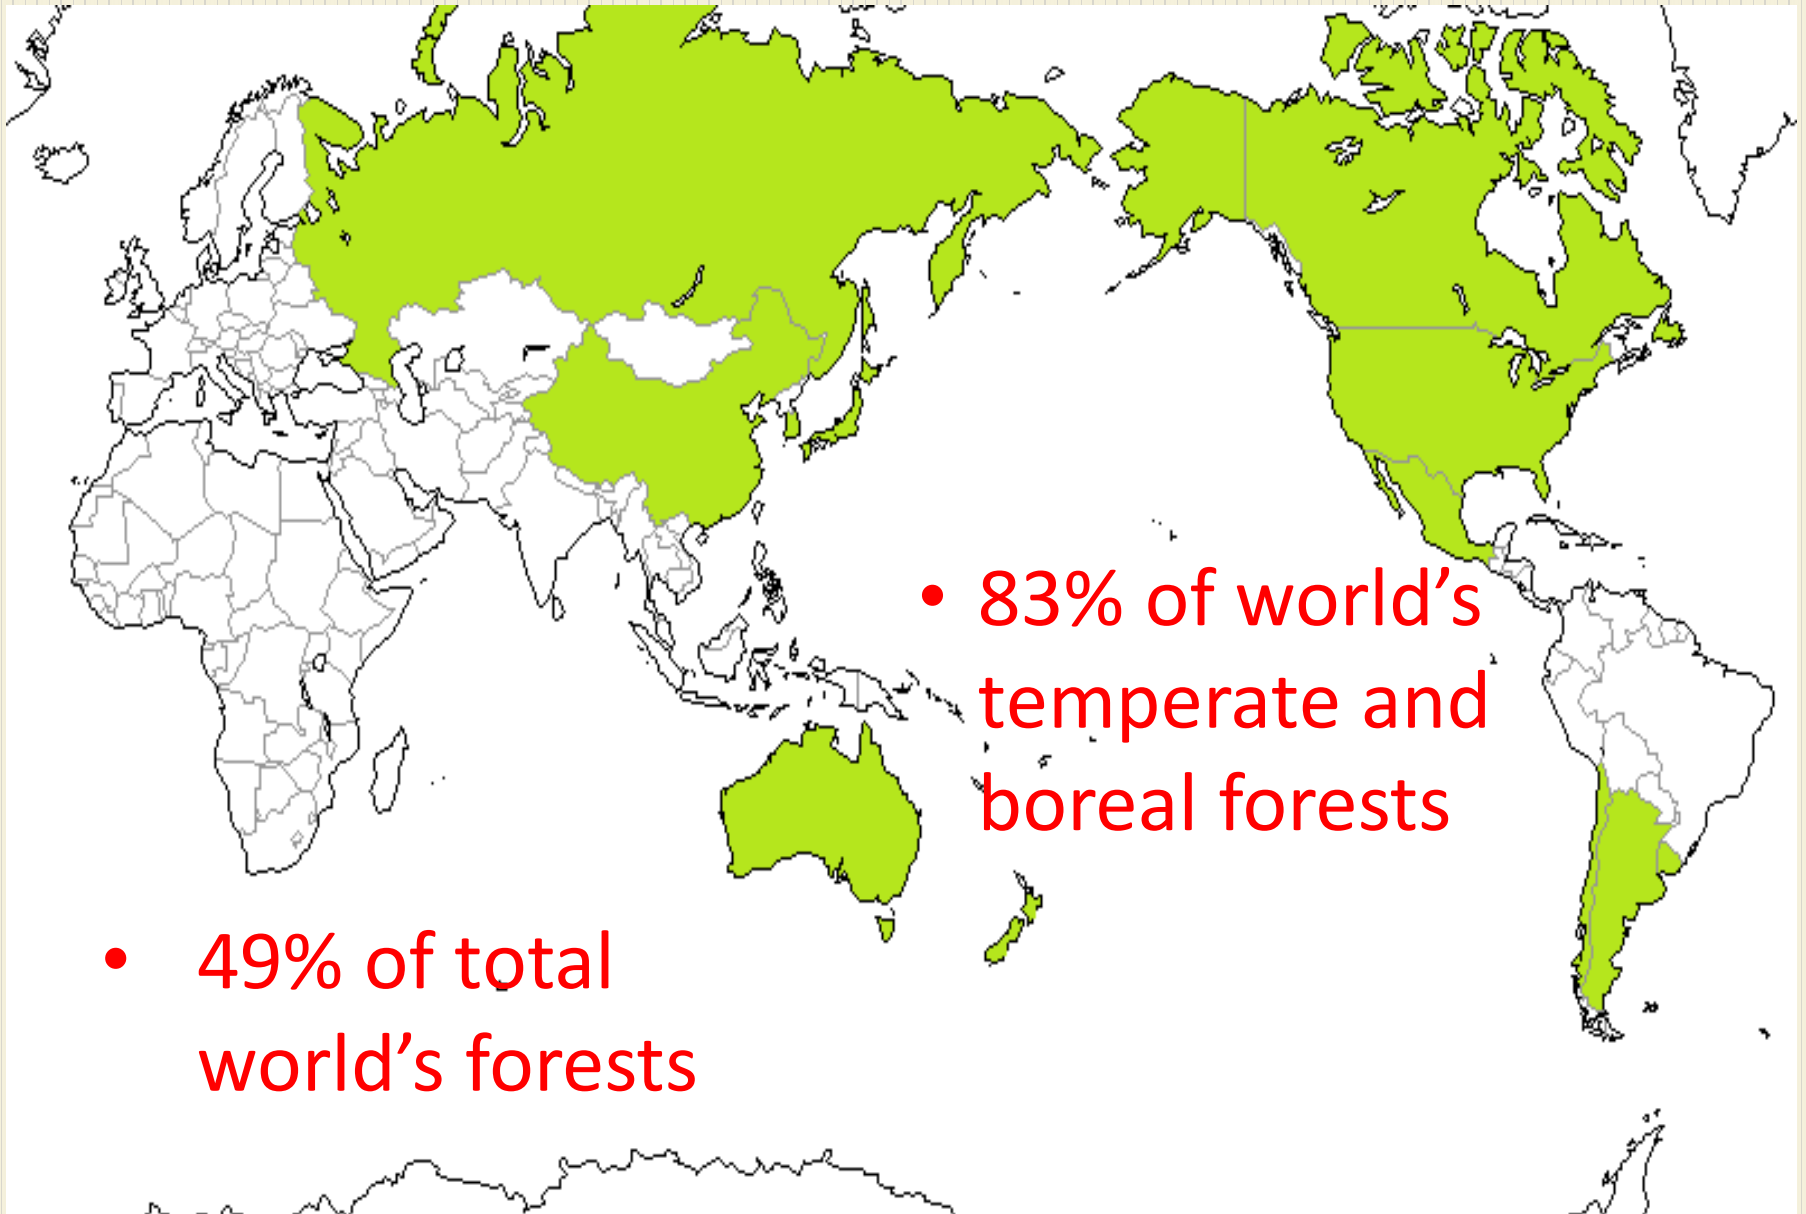 • 83% of world’s
temperate and
boreal forests
• 49% of total
world’s forests